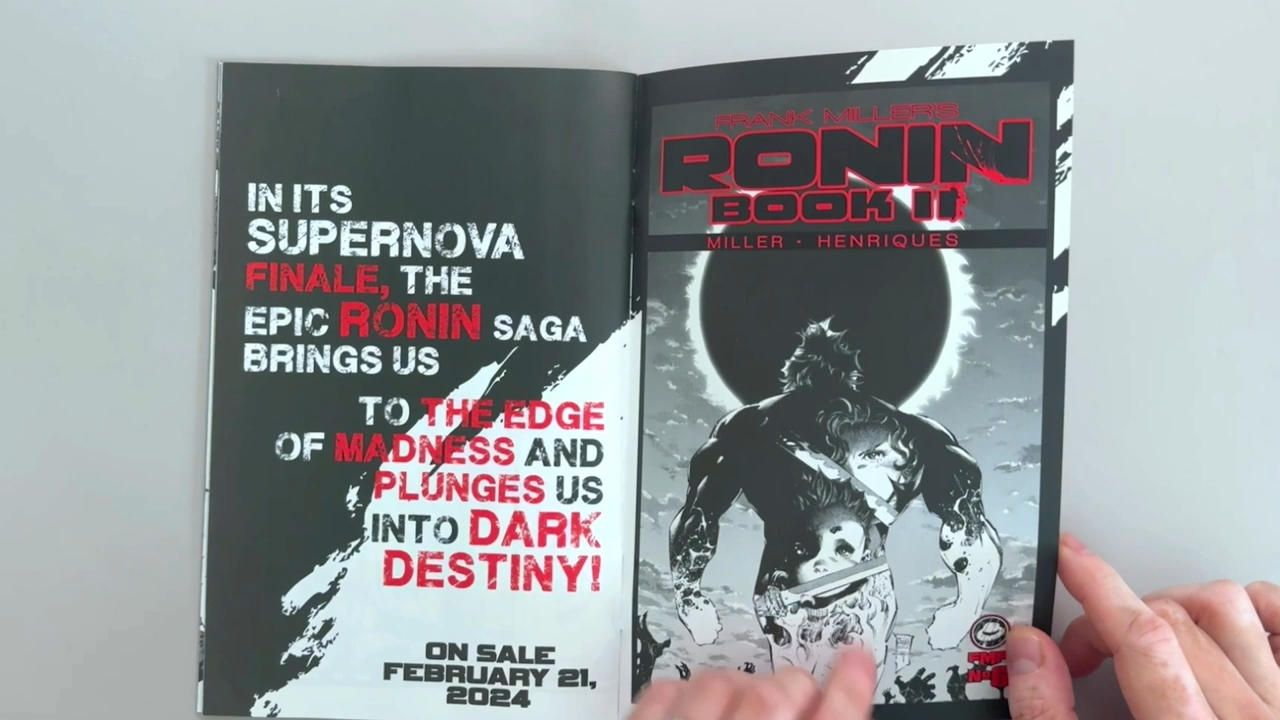 IN ITS
SUPERNOVA
FINALE, THE
EPIC RONIN SAGA
BRINGS US
TO THE EDGE
OF MADNESS AND
PLUNGES US
INTO DARK
DESTINY!
ON SALE
FEBRUARY 21,
2024
FRANK MILLER'S
RONIN
BOOK II
MILLER · HENRIQUES